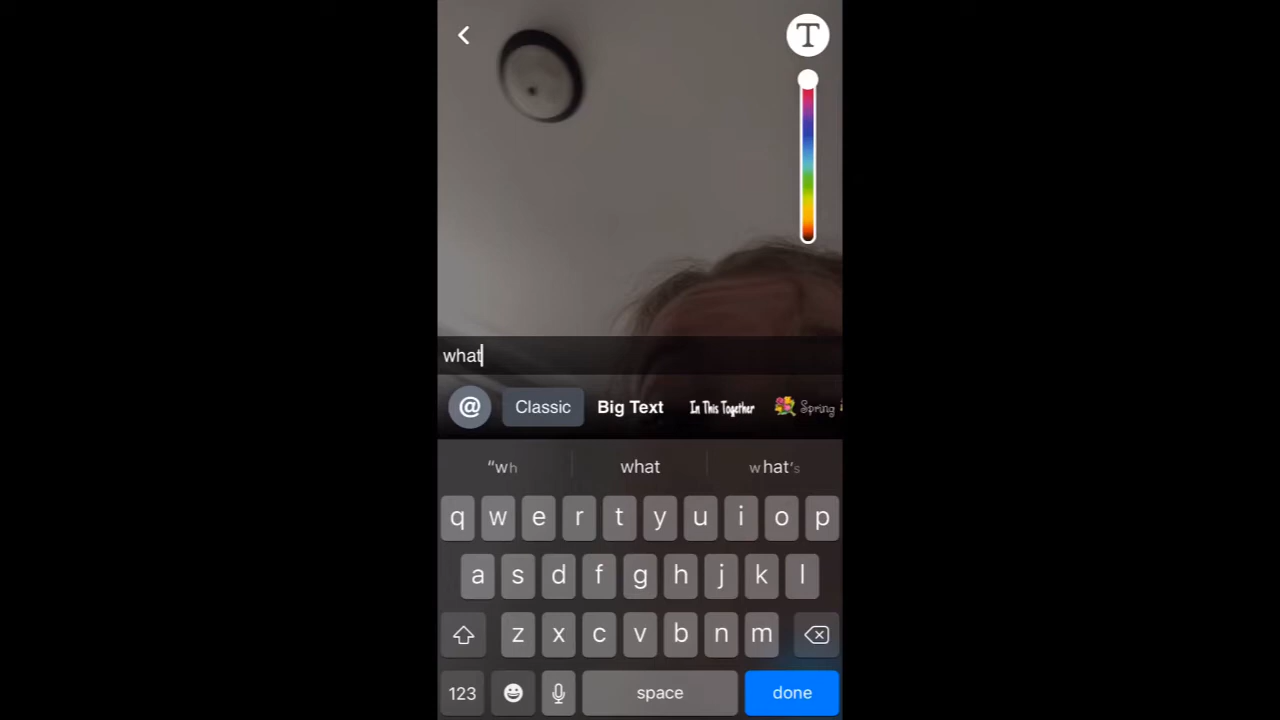 T
what
@ Classic Big Text In This Together Spring
"wh what what's
q w e r t y u i o p
a s d f g h j k l
z x c v b n m
123 space done